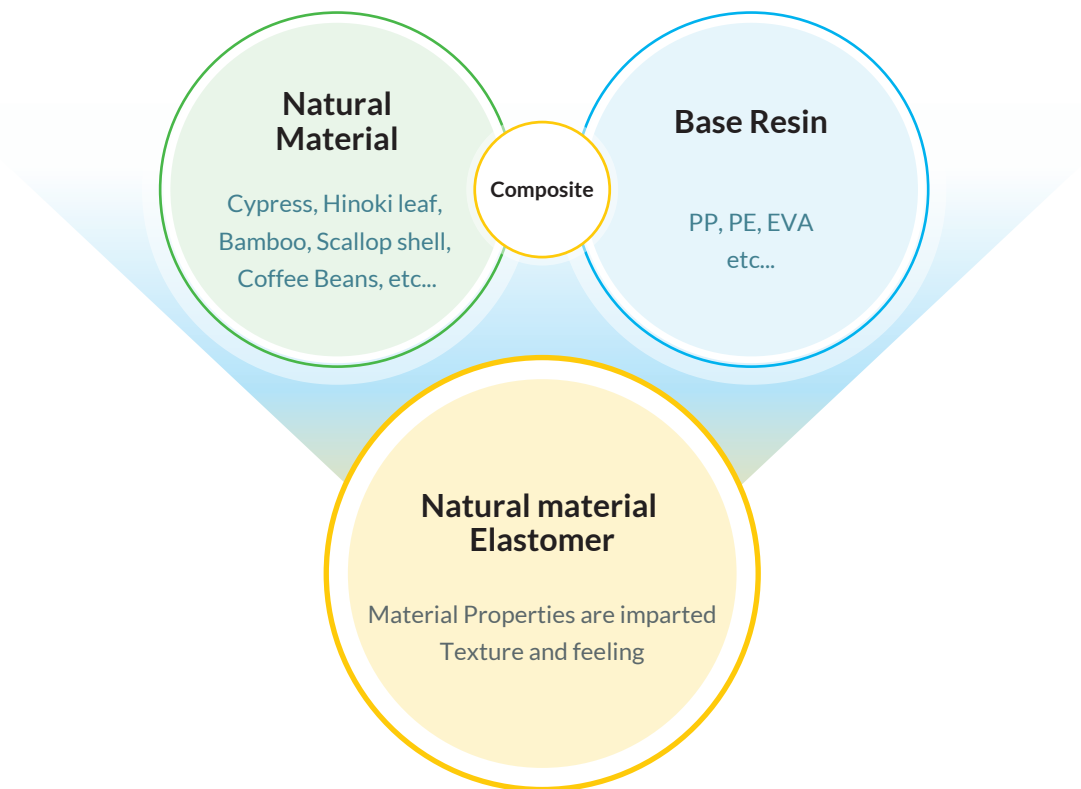 Natural
Material
Cypress, Hinoki leaf,
Bamboo, Scallop shell,
Coffee Beans, etc...
Composite
Base Resin
PP, PE, EVA
etc...
Natural material
Elastomer
Material Properties are imparted
Texture and feeling